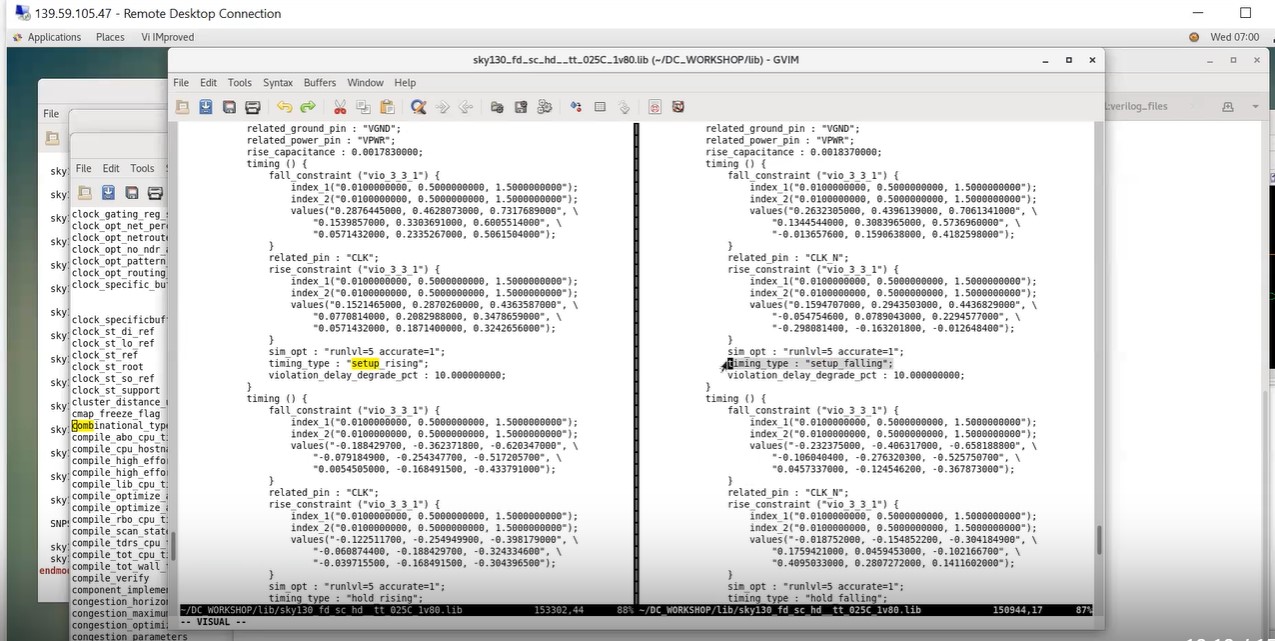 139.59.105.47 - Remote Desktop Connection
Applications Places Vi IMproved
Wed 07:00
sky130_fd_sc_hd__tt_025C_1v80.lib (~/DC_WORKSHOP/lib) - GVIM
File Edit Tools Syntax Buffers Window Help
File
l:verilog_files
File Edit Tools
sky
sky
clock_gating_reg_
clock_opt_net_per
clock_opt_netrout
clock_opt_no_ndr_
clock_opt_pattern_
clock_opt_routing_
clock_specific_bu
clock_specificbuf
clock_st_di_ref
clock_st_lo_ref
clock_st_ref
clock_st_root
clock_st_so_ref
clock_st_support
cluster_distance_
cmap_freeze_flag
combinational_type
compile_abo_cpu_t
compile_cpu_hostn
compile_high_effo
compile_high_effo
compile_lib_cpu_t
compile_optimize_
compile_optimize_
compile_rbo_cpu_t
compile_scan_stat
compile_tdrs_cpu_
compile_tot_cpu_t
compile_tot_wall_
compile_verify
component_impleme
congestion_horizo
congestion_maximu
congestion_optimi
congestion_parameters
SNPS
sky
sky
endmod
related_ground_pin : "VGND";
related_power_pin : "VPWR";
rise_capacitance : 0.0017830000;
timing () {
fall_constraint ("vio_3_3_1") {
index_1("0.0100000000, 0.5000000000, 1.5000000000");
index_2("0.0100000000, 0.5000000000, 1.5000000000");
values("0.2876445000, 0.4628073000, 0.7317689000", \
"0.1539857000, 0.3303691000, 0.6005514000", \
"0.0571432000, 0.2335267000, 0.5061504000");
}
related_pin : "CLK";
rise_constraint ("vio_3_3_1") {
index_1("0.0100000000, 0.5000000000, 1.5000000000");
index_2("0.0100000000, 0.5000000000, 1.5000000000");
values("0.1521465000, 0.2870260000, 0.4363587000", \
"0.0770814000, 0.2082988000, 0.3478659000", \
"0.0571432000, 0.1871400000, 0.3242656000");
}
sim_opt : "runlvl=5 accurate=1";
timing_type : "setup_rising";
violation_delay_degrade_pct : 10.000000000;
}
timing () {
fall_constraint ("vio_3_3_1") {
index_1("0.0100000000, 0.5000000000, 1.5000000000");
index_2("0.0100000000, 0.5000000000, 1.5000000000");
values("-0.188429700, -0.362371800, -0.620347000", \
"-0.079184900, -0.254347700, -0.517205700", \
"0.0054505000, -0.168491500, -0.433791000");
}
related_pin : "CLK";
rise_constraint ("vio_3_3_1") {
index_1("0.0100000000, 0.5000000000, 1.5000000000");
index_2("0.0100000000, 0.5000000000, 1.5000000000");
values("-0.122511700, -0.254949900, -0.398179000", \
"-0.060874400, -0.188429700, -0.324334600", \
"-0.039715500, -0.168491500, -0.304396500");
}
sim_opt : "runlvl=5 accurate=1";
timing_type : "hold_rising";
~/DC_WORKSHOP/lib/sky130_fd_sc_hd__tt_025C_1v80.lib 153302,44 88%
related_ground_pin : "VGND";
related_power_pin : "VPWR";
rise_capacitance : 0.0018370000;
timing () {
fall_constraint ("vio_3_3_1") {
index_1("0.0100000000, 0.5000000000, 1.5000000000");
index_2("0.0100000000, 0.5000000000, 1.5000000000");
values("0.2632305000, 0.4396139000, 0.7061341000", \
"0.1344544000, 0.3083965000, 0.5736960000", \
"-0.013657600, 0.1590638000, 0.4182598000");
}
related_pin : "CLK_N";
rise_constraint ("vio_3_3_1") {
index_1("0.0100000000, 0.5000000000, 1.5000000000");
index_2("0.0100000000, 0.5000000000, 1.5000000000");
values("0.1594707000, 0.2943503000, 0.4436829000", \
"-0.054754600, 0.0789043000, 0.2294577000", \
"-0.298081400, -0.163201800, -0.012648400");
}
sim_opt : "runlvl=5 accurate=1";
timing_type : "setup_falling";
violation_delay_degrade_pct : 10.000000000;
}
timing () {
fall_constraint ("vio_3_3_1") {
index_1("0.0100000000, 0.5000000000, 1.5000000000");
index_2("0.0100000000, 0.5000000000, 1.5000000000");
values("-0.232375000, -0.406317000, -0.658188800", \
"-0.106040400, -0.276320300, -0.525750700", \
"0.0457337000, -0.124546200, -0.367873000");
}
related_pin : "CLK_N";
rise_constraint ("vio_3_3_1") {
index_1("0.0100000000, 0.5000000000, 1.5000000000");
index_2("0.0100000000, 0.5000000000, 1.5000000000");
values("-0.018752000, -0.154852200, -0.304184900", \
"0.1759421000, 0.0459453000, -0.102166700", \
"0.4095033000, 0.2807272000, 0.1411602000");
}
sim_opt : "runlvl=5 accurate=1";
timing_type : "hold_falling";
~/DC_WORKSHOP/lib/sky130_fd_sc_hd__tt_025C_1v80.lib 150944,17 87%
-- VISUAL --